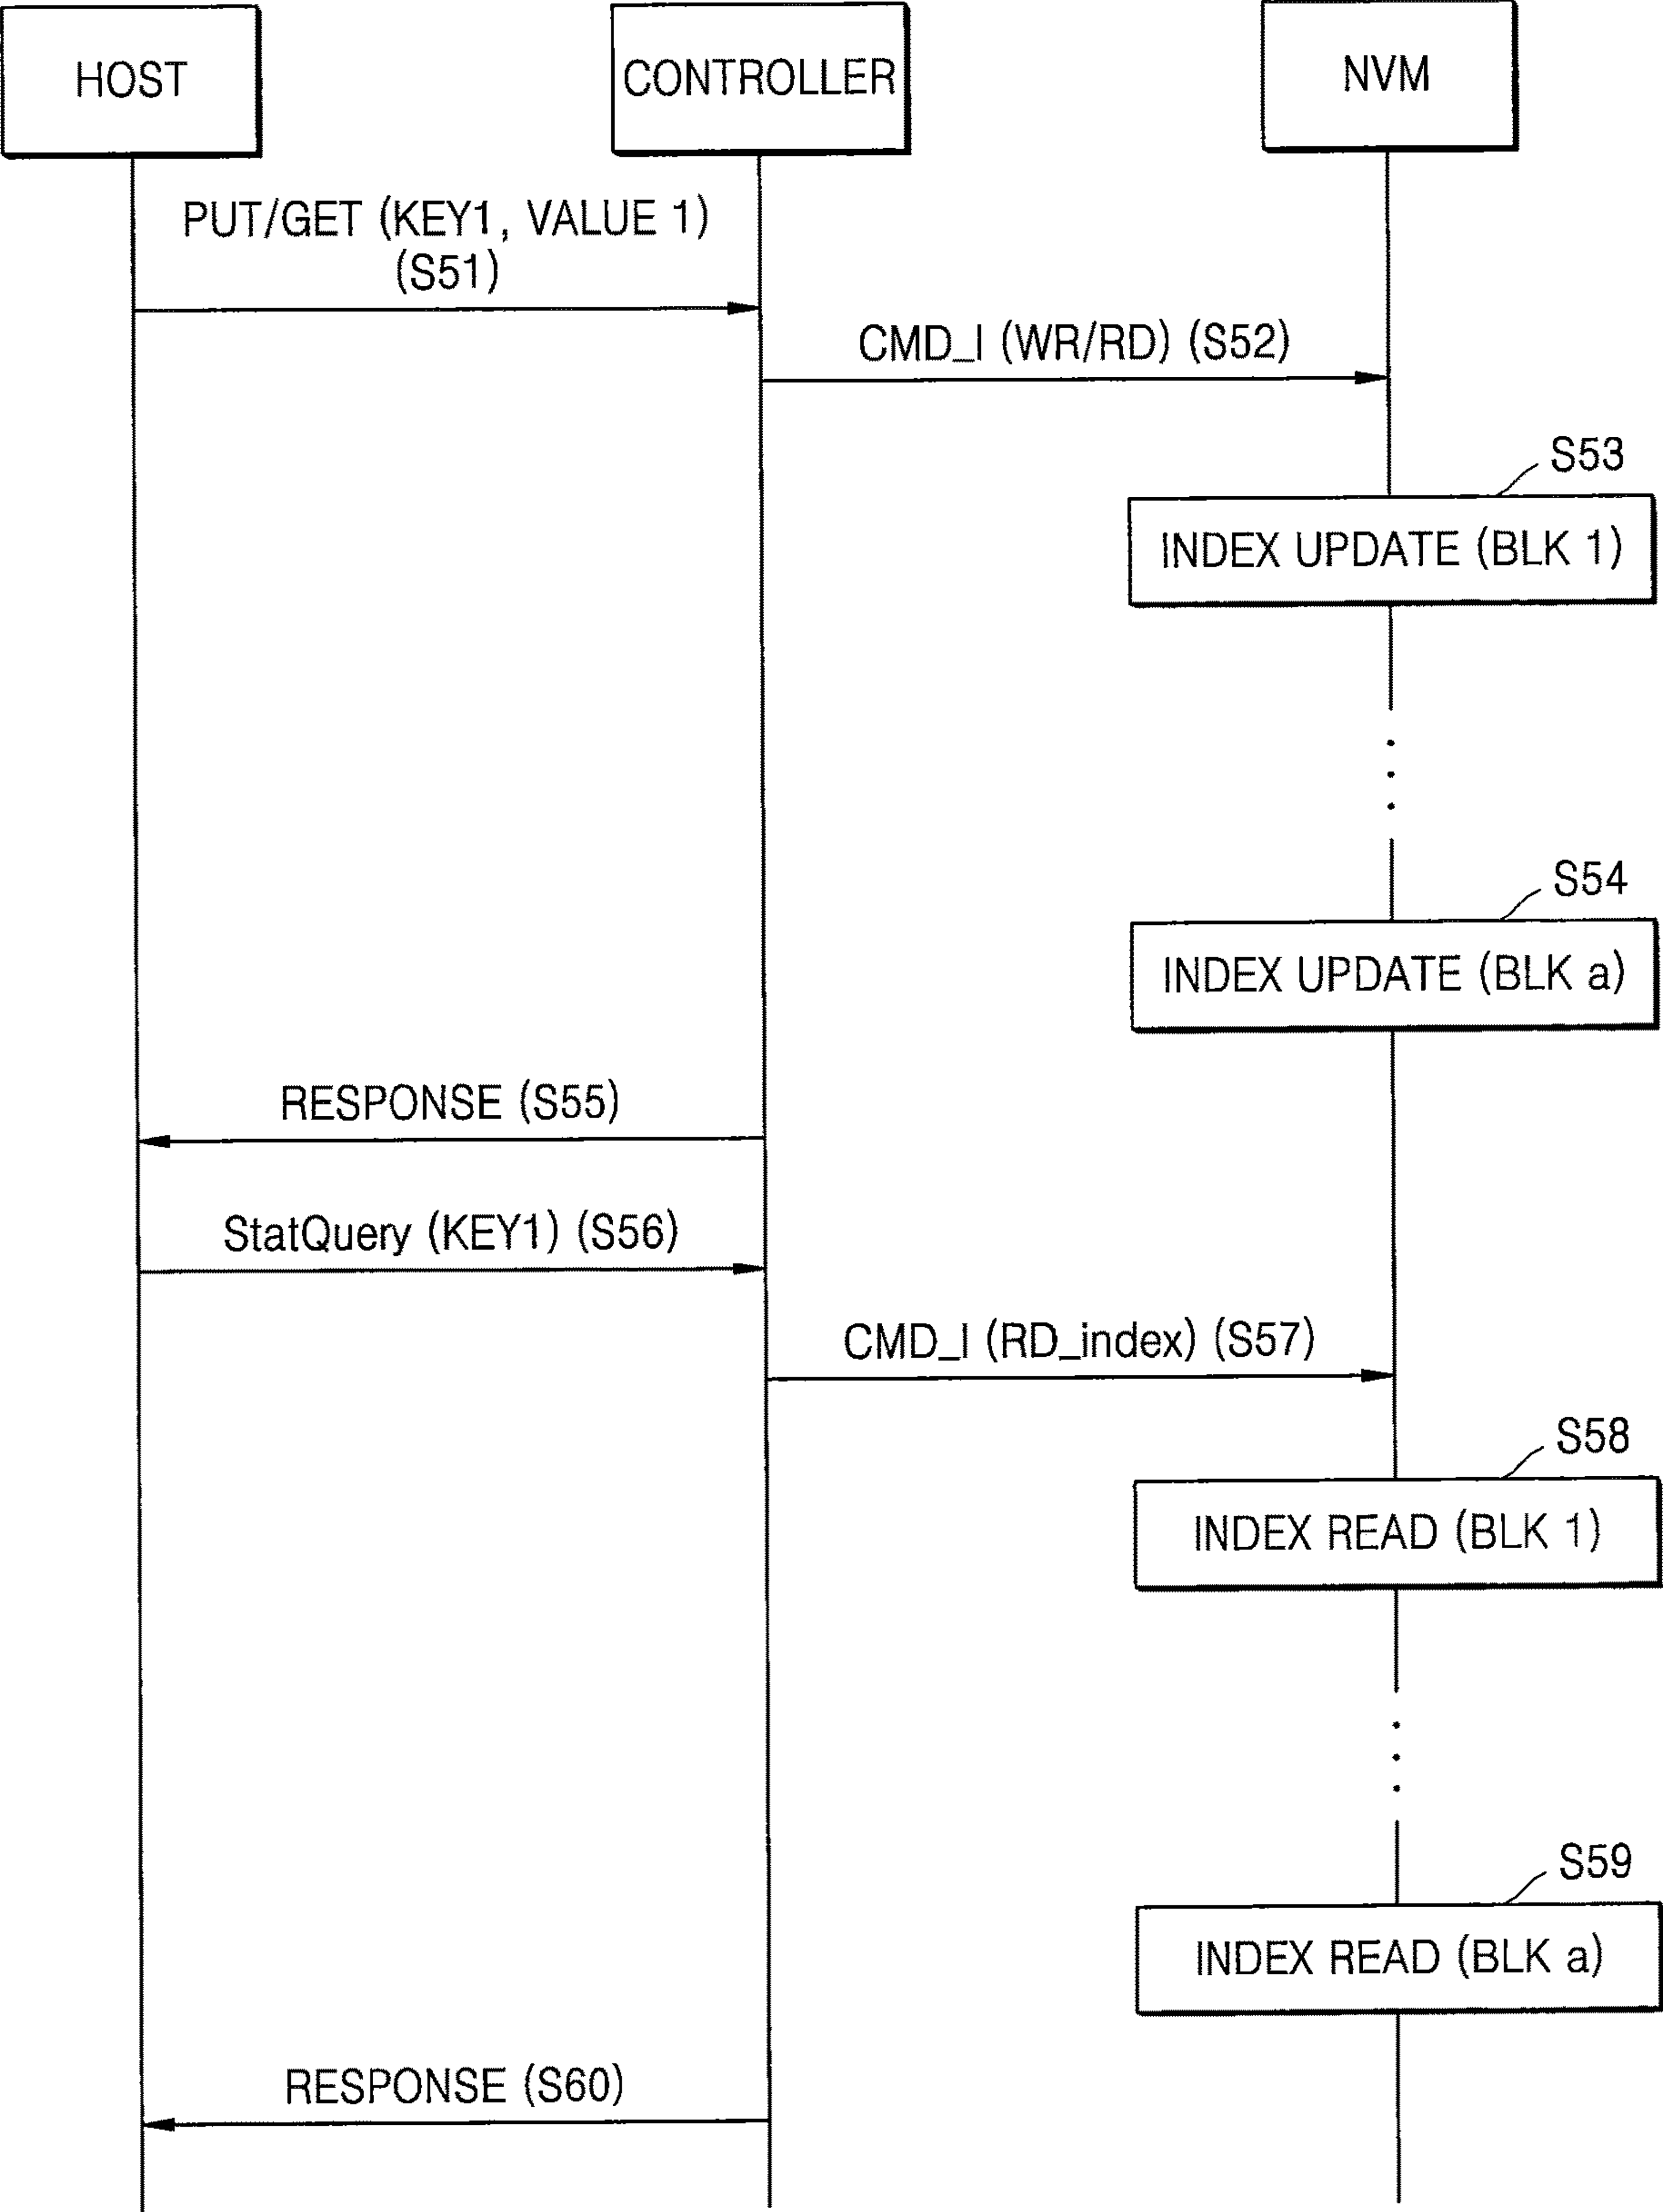 HOST
CONTROLLER
NVM
PUT/GET (KEY1, VALUE 1)
(S51)
CMD_I (WR/RD) (S52)
S53
INDEX UPDATE (BLK 1)
S54
INDEX UPDATE (BLK a)
RESPONSE (S55)
StatQuery (KEY1) (S56)
CMD_I (RD_index) (S57)
S58
INDEX READ (BLK 1)
S59
INDEX READ (BLK a)
RESPONSE (S60)